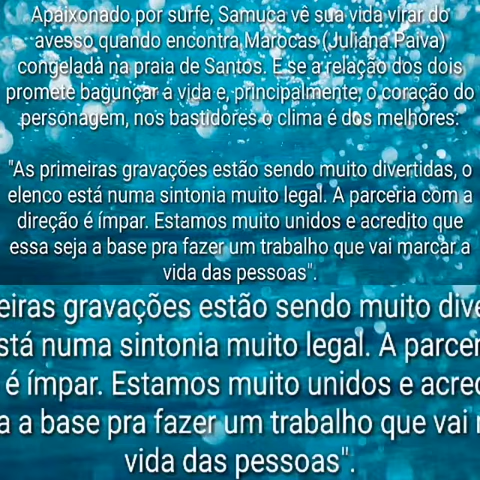 Apaixonado por surfe, Samuca vê sua vida virar do
avesso quando encontra Marocas (Juliana Paiva)
congelada na praia de Santos. E se a relação dos dois
promete bagunçar a vida e, principalmente, o coração do
personagem, nos bastidores o clima é dos melhores:
"As primeiras gravações estão sendo muito divertidas, o
elenco está numa sintonia muito legal. A parceria com a
direção é ímpar. Estamos muito unidos e acredito que
essa seja a base pra fazer um trabalho que vai marcar a
vida das pessoas".
eiras gravações estão sendo muito dive
stá numa sintonia muito legal. A parcer
é ímpar. Estamos muito unidos e acred
a a base pra fazer um trabalho que vai
vida das pessoas".